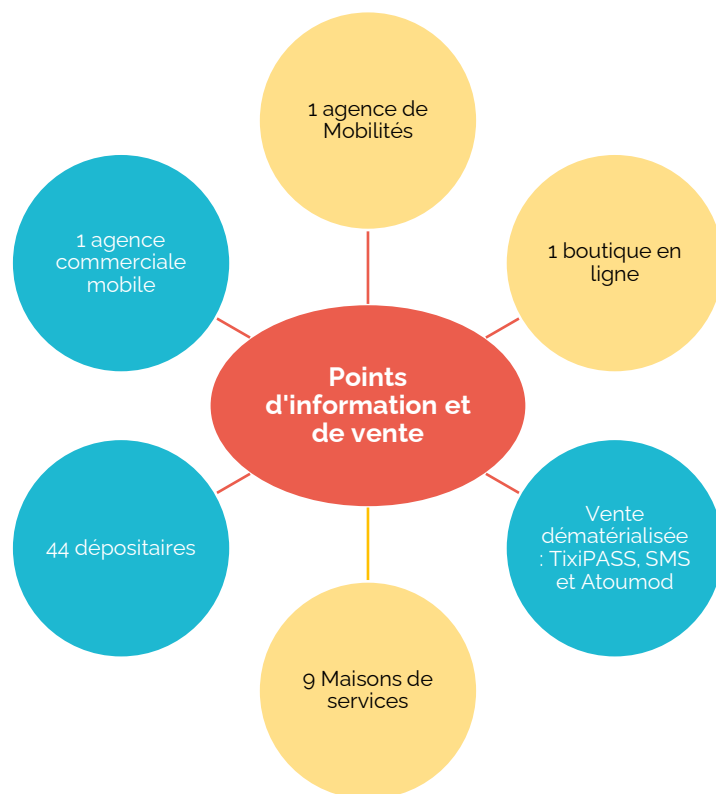 1 agence de
Mobilités
1 agence
commerciale
mobile
1 boutique en
ligne
Points
d'information et
de vente
44 dépositaires
Vente
dématérialisée
: TixiPASS, SMS
et Atoumod
9 Maisons de
services